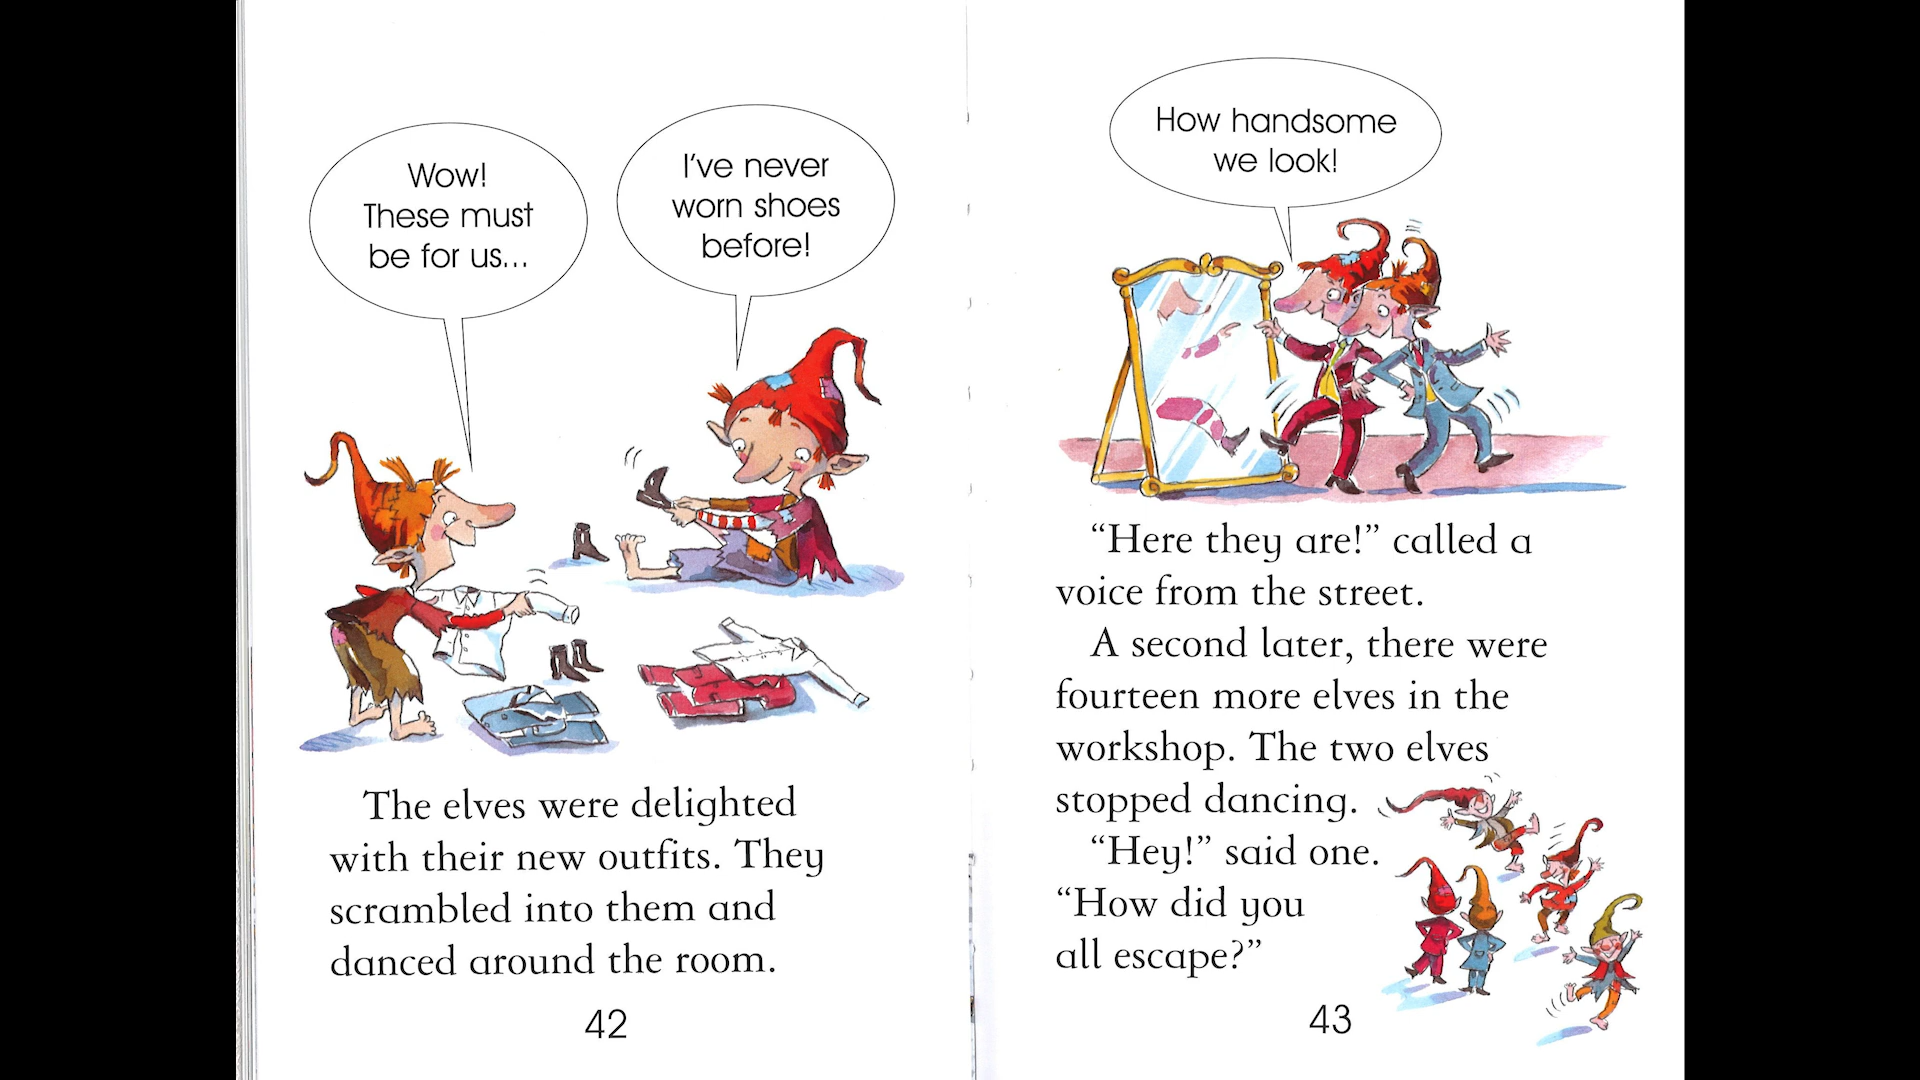 Wow!
These must
be for us...
I've never
worn shoes
before!
The elves were delighted
with their new outfits. They
scrambled into them and
danced around the room.
42
How handsome
we look!
“Here they are!” called a
voice from the street.
A second later, there were
fourteen more elves in the
workshop. The two elves
stopped dancing.
“Hey!” said one.
“How did you
all escape?”
43